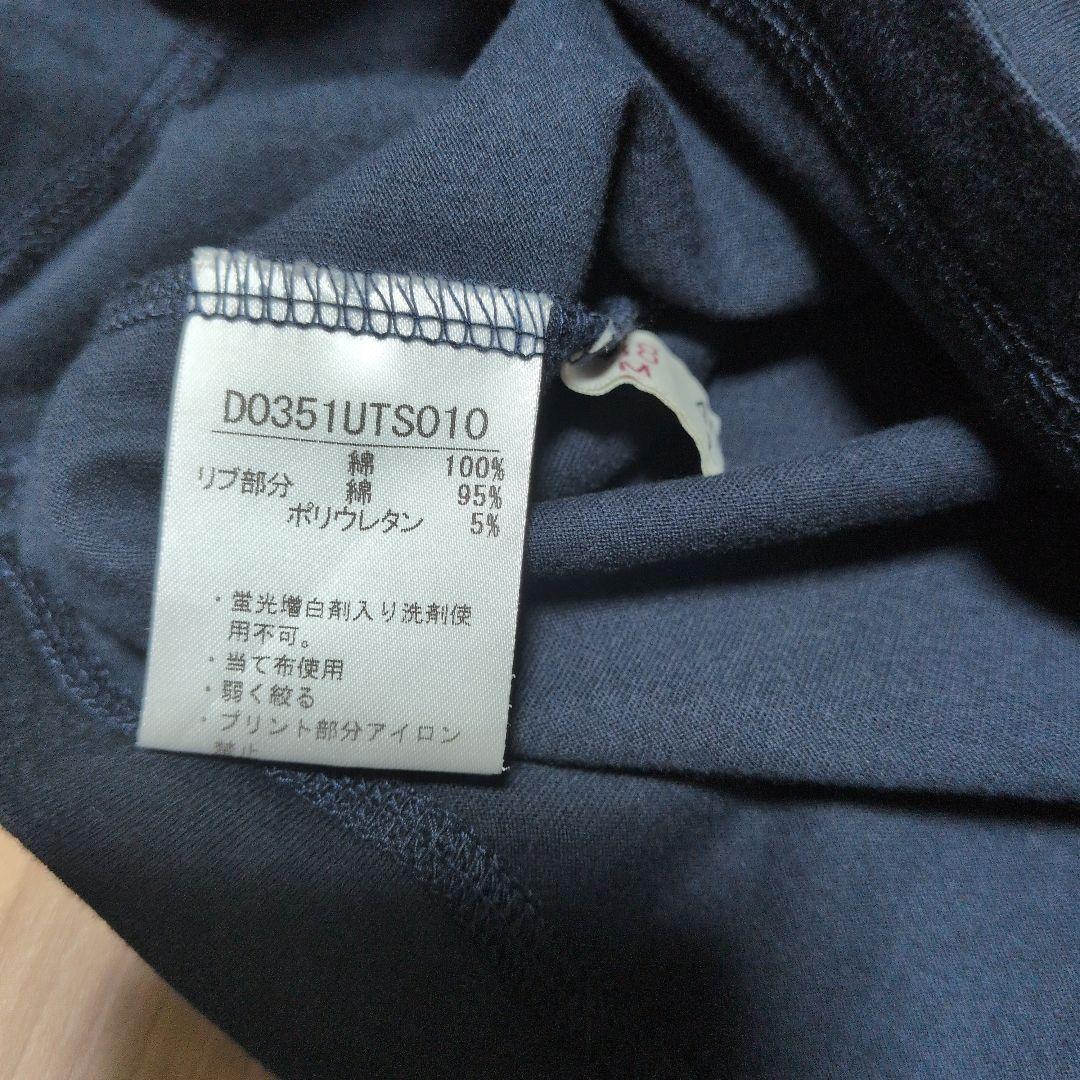 D0351UTS010
綿 100%
リブ部分 綿 95%
ポリウレタン 5%
・蛍光増白剤入り洗剤使
用不可。
・当て布使用
・弱く絞る
・プリント部分アイロン
禁止